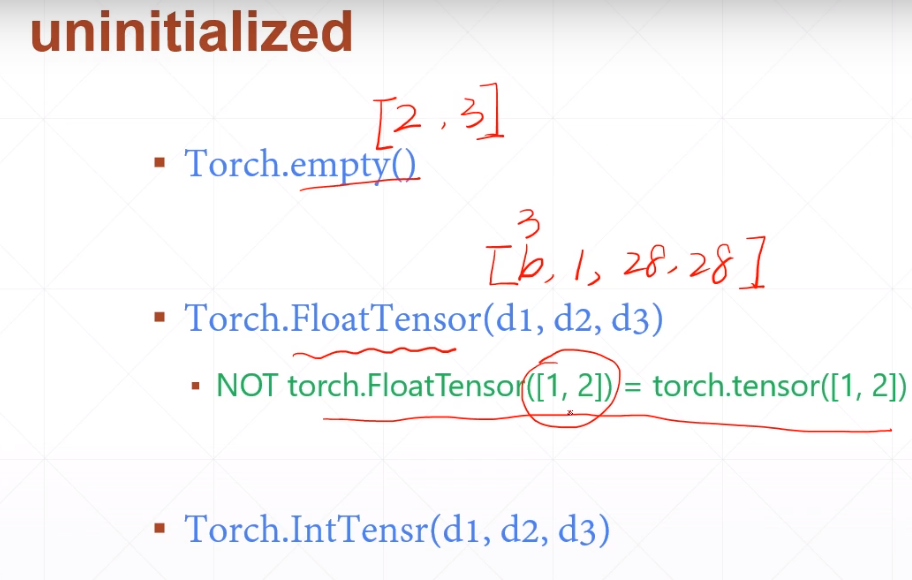 uninitialized
[2, 3]
Torch.empty()
3
[b, 1, 28, 28]
Torch.FloatTensor(d1, d2, d3)
NOT torch.FloatTensor([1, 2]) = torch.tensor([1, 2])
Torch.IntTensr(d1, d2, d3)